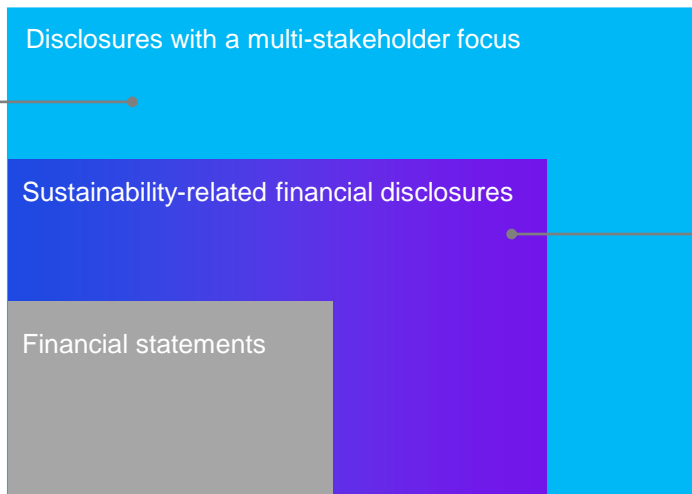 Disclosures with a multi-stakeholder focus
Sustainability-related financial disclosures
Financial statements